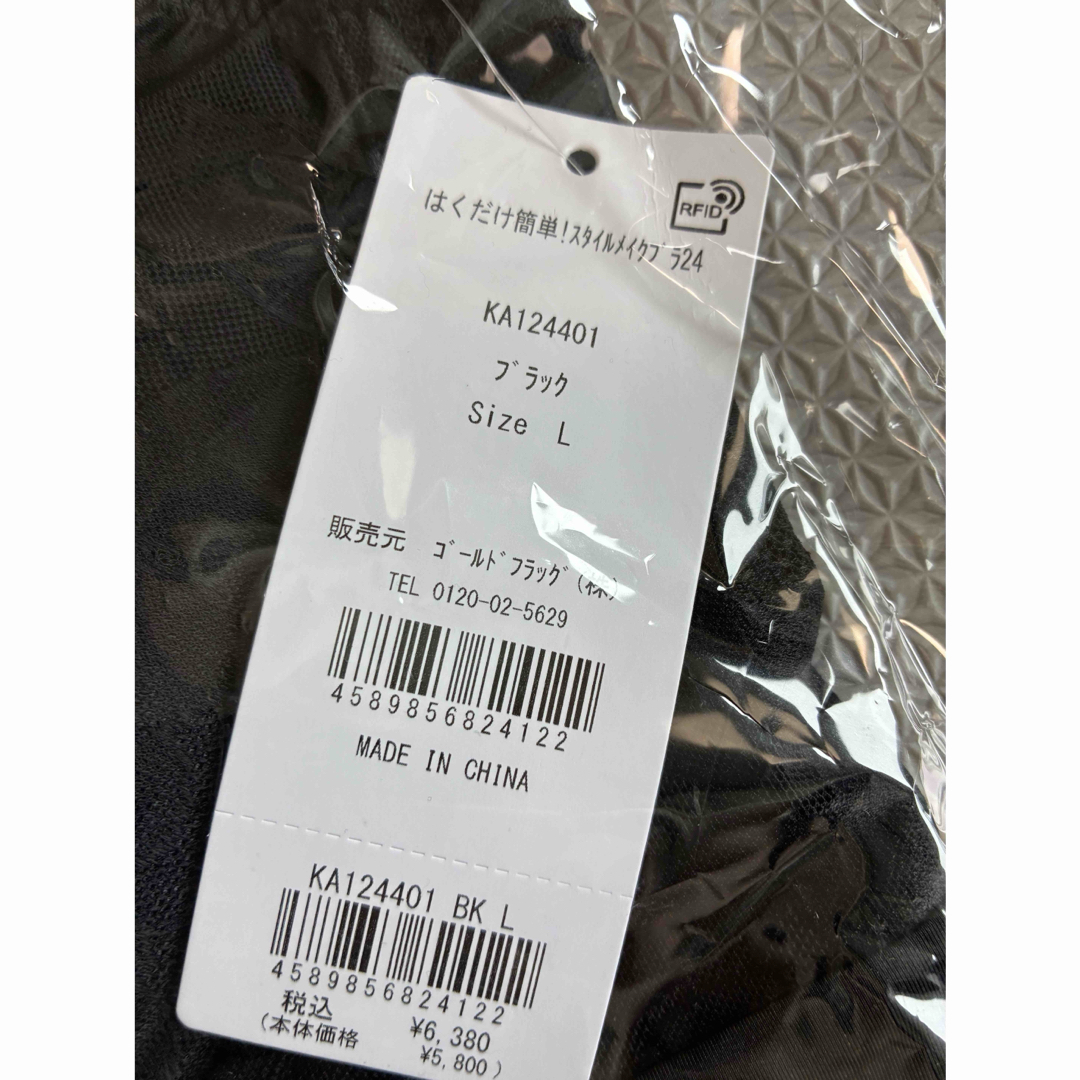 RFID
はくだけ簡単!ｽﾀｲﾙﾒｲｸﾌﾞﾗ24
KA124401
ﾌﾞﾗｯｸ
Size L
販売元 ｺﾞｰﾙﾄﾞﾌﾗｯｸﾞ(株)
TEL 0120-02-5629
4589856824122
MADE IN CHINA
KA124401 BK L
4589856824122
税込 ¥6,380
(本体価格 ¥5,800)